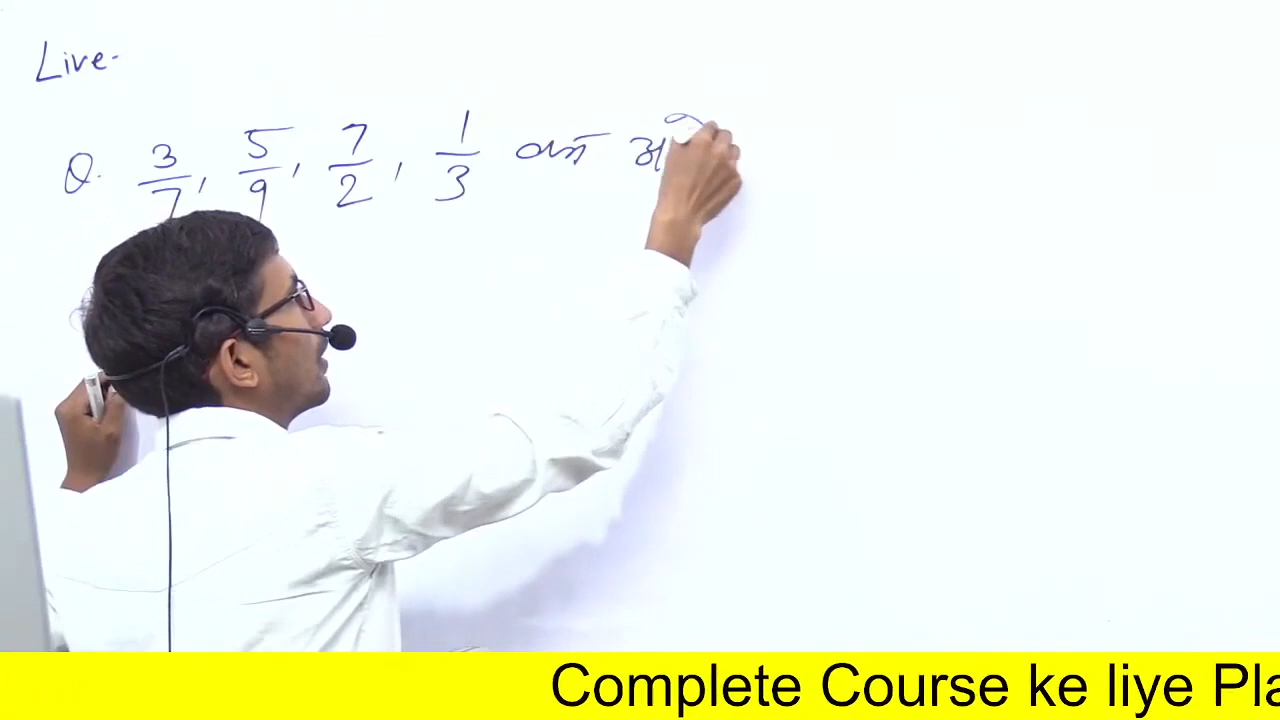 Live-
Q. 3/7, 5/9, 7/2, 1/3 का
Complete Course ke liye Pla